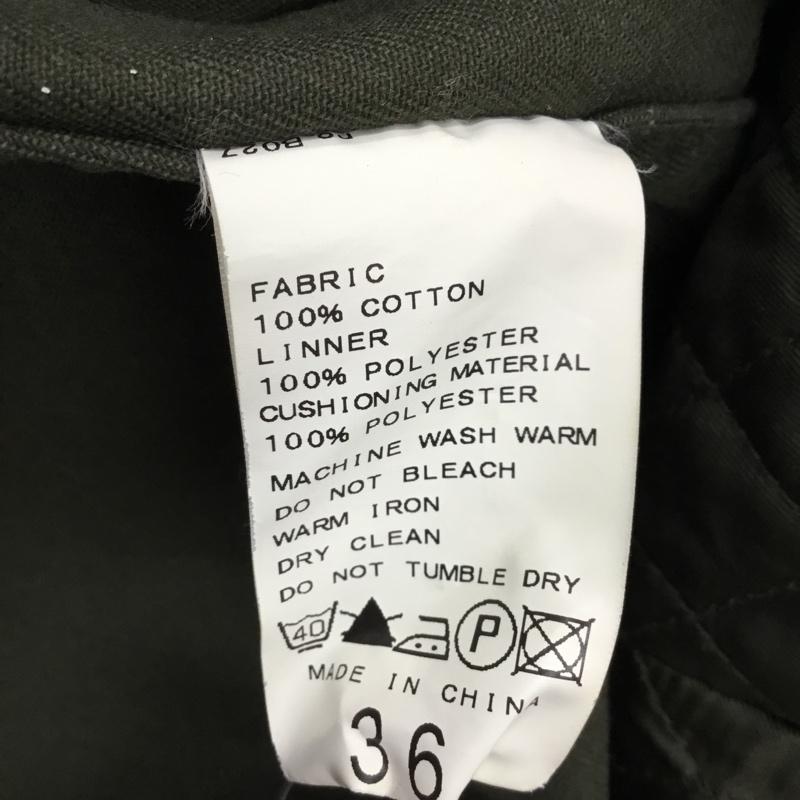 FABRIC
100% COTTON
LINNER
100% POLYESTER
CUSHIONING MATERIAL
100% POLYESTER
MACHINE WASH WARM
DO NOT BLEACH
WARM IRON
DRY CLEAN
DO NOT TUMBLE DRY
40 P
MADE IN CHINA
36